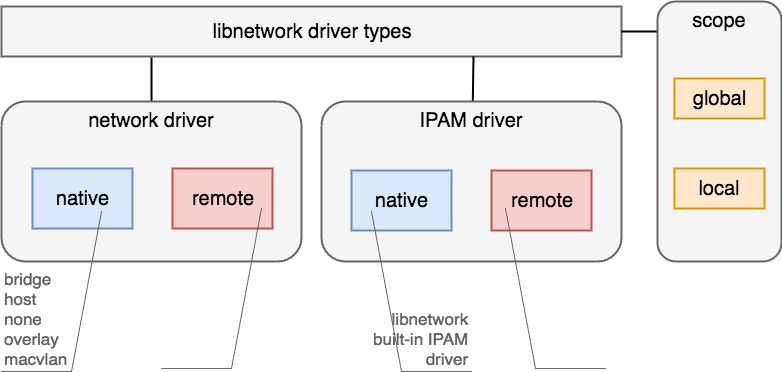 libnetwork driver types
scope
global
local
network driver
native
remote
IPAM driver
native
remote
bridge
host
none
overlay
macvlan
libnetwork
built-in IPAM
driver